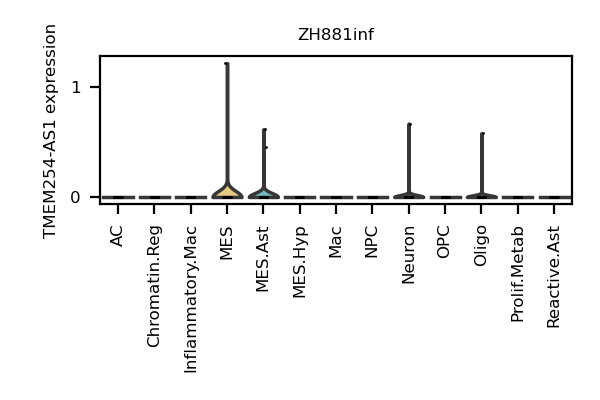 ZH881inf
TMEM254-AS1 expression
1
0
AC
Chromatin.Reg
Inflammatory.Mac
MES
MES.Ast
MES.Hyp
Mac
NPC
Neuron
OPC
Oligo
Prolif.Metab
Reactive.Ast